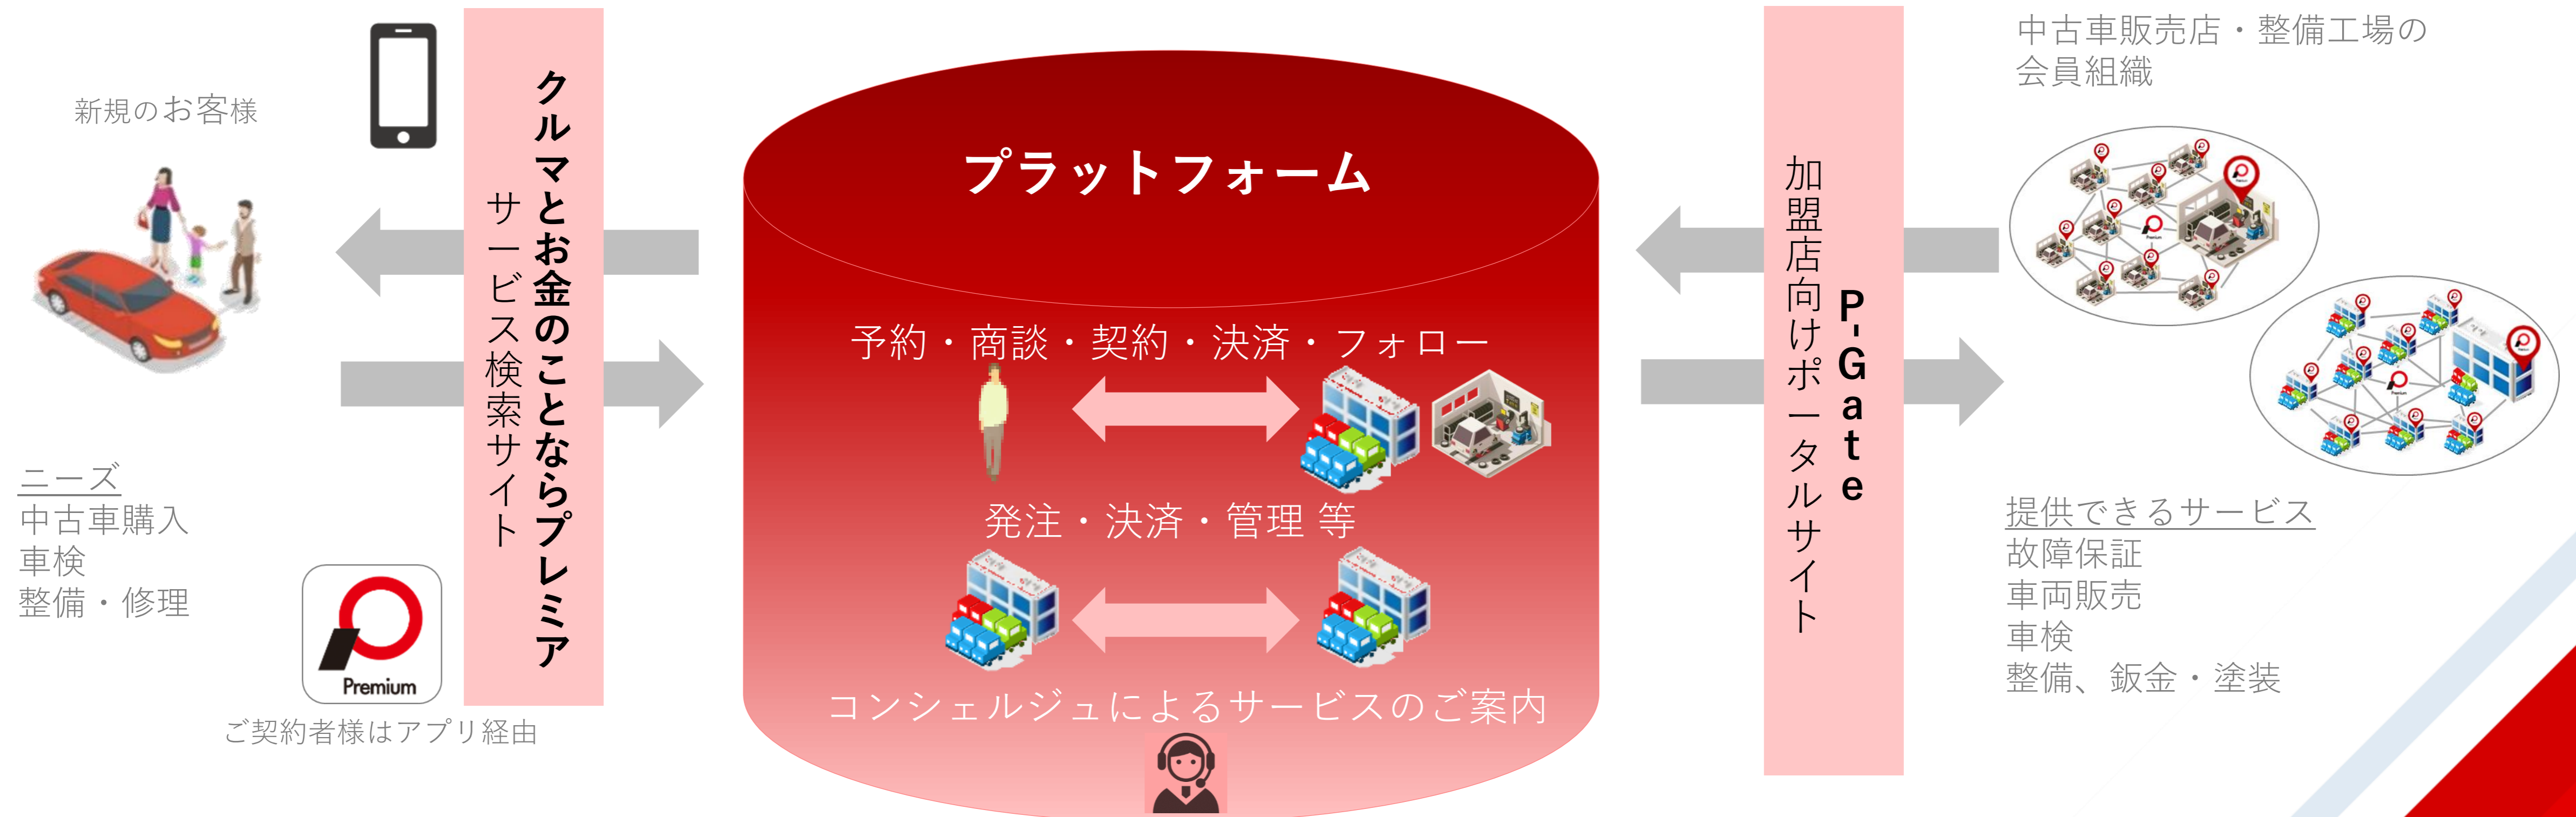 新規のお客様
ニーズ
中古車購入
車検
整備・修理
Premium
ご契約者様はアプリ経由
クルマとお金のことならプレミア
サービス検索サイト
プラットフォーム
予約・商談・契約・決済・フォロー
発注・決済・管理 等
コンシェルジュによるサービスのご案内
P-Gate
加盟店向けポータルサイト
中古車販売店・整備工場の
会員組織
Premium
Premium
提供できるサービス
故障保証
車両販売
車検
整備、鈑金・塗装